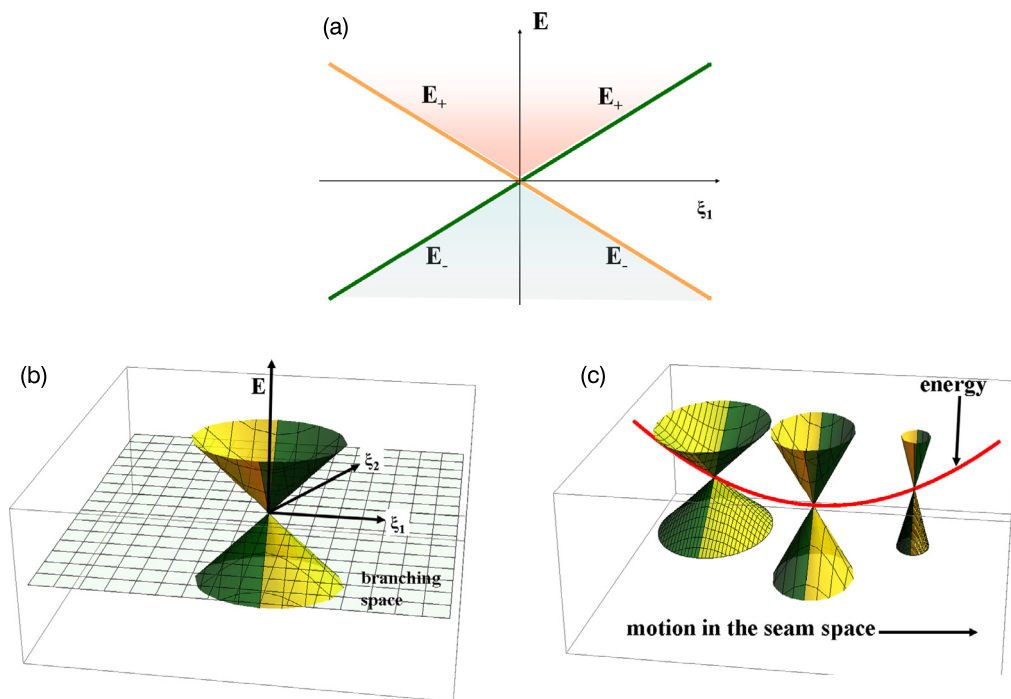 (a)
E
E₊
E₊
ξ₁
E₋
E₋
(b)
E
ξ₂
ξ₁
branching
space
(c)
energy
motion in the seam space